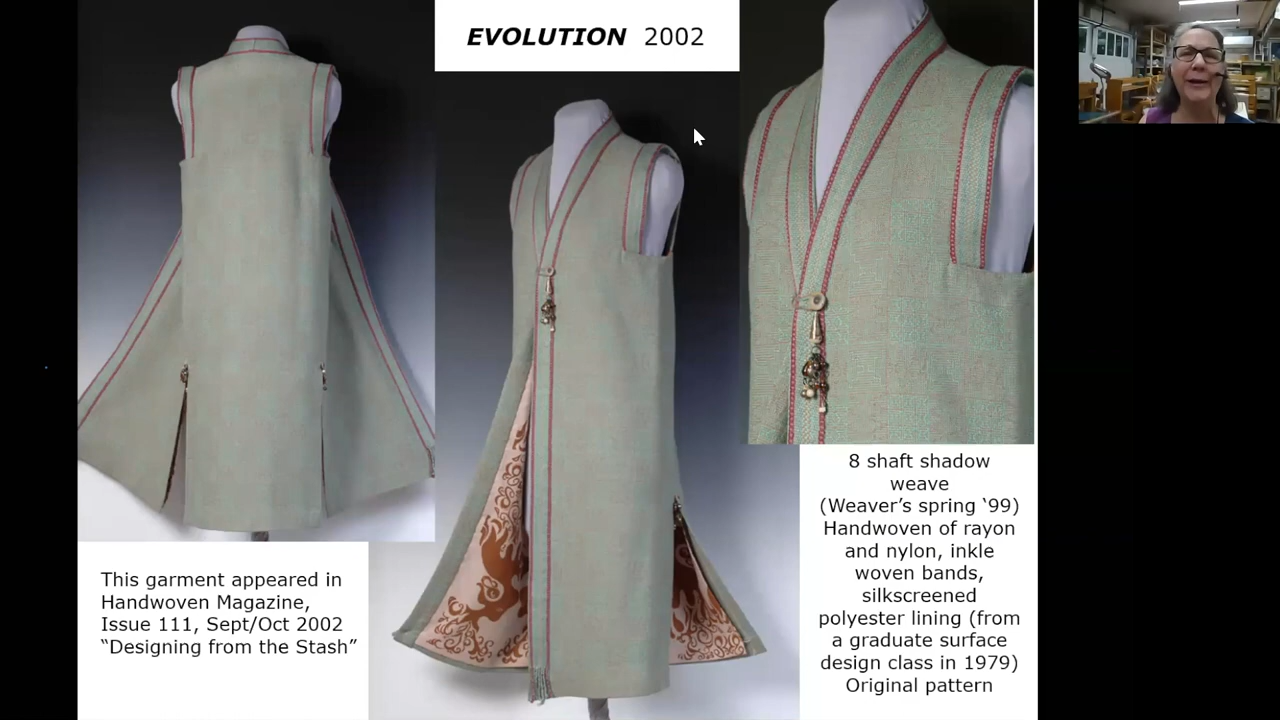 EVOLUTION 2002
This garment appeared in
Handwoven Magazine,
Issue 111, Sept/Oct 2002
“Designing from the Stash”
8 shaft shadow
weave
(Weaver’s spring ‘99)
Handwoven of rayon
and nylon, inkle
woven bands,
silkscreened
polyester lining (from
a graduate surface
design class in 1979)
Original pattern